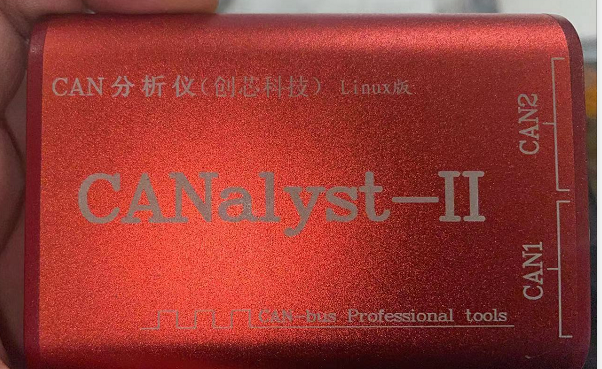 CAN分析仪(创芯科技) Linux版
CANalyst-II
CAN-bus Professional tools
CAN2
CAN1